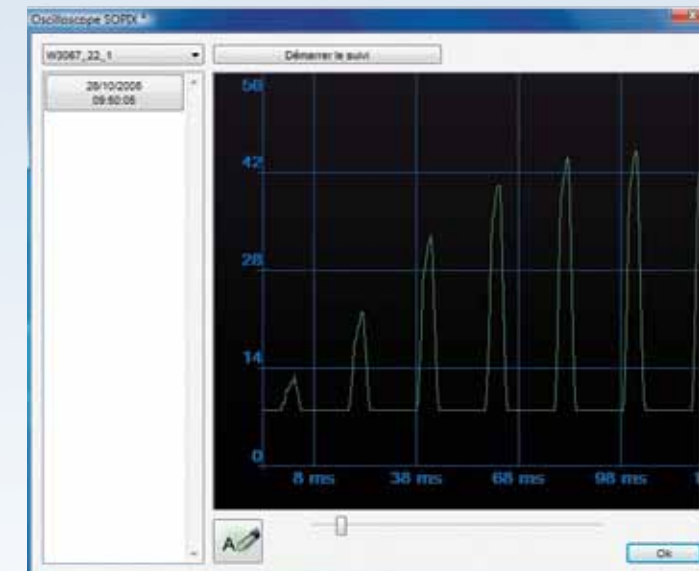 Oscilloscope SOPIX *
W3067_22_1
Démarrer le suivi
28/10/2008
09:50:05
56
42
28
14
0
8 ms
38 ms
68 ms
98 ms
A
Ok